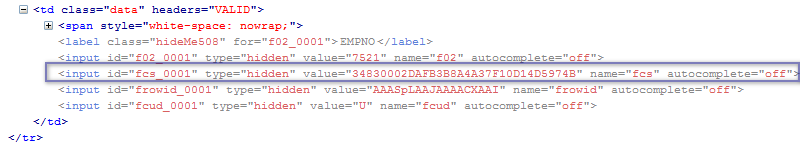 <td class="data" headers="VALID">
<span style="white-space: nowrap;">
<label class="hideMe508" for="f02_0001">EMPNO</label>
<input id="f02_0001" type="hidden" value="7521" name="f02" autocomplete="off">
<input id="fcs_0001" type="hidden" value="34830002DAFB3B8A4A37F10D14D5974B" name="fcs" autocomplete="off">
<input id="frowid_0001" type="hidden" value="AAASpLAAJAAAACXAAI" name="frowid" autocomplete="off">
<input id="fcud_0001" type="hidden" value="U" name="fcud" autocomplete="off">
</td>
</tr>